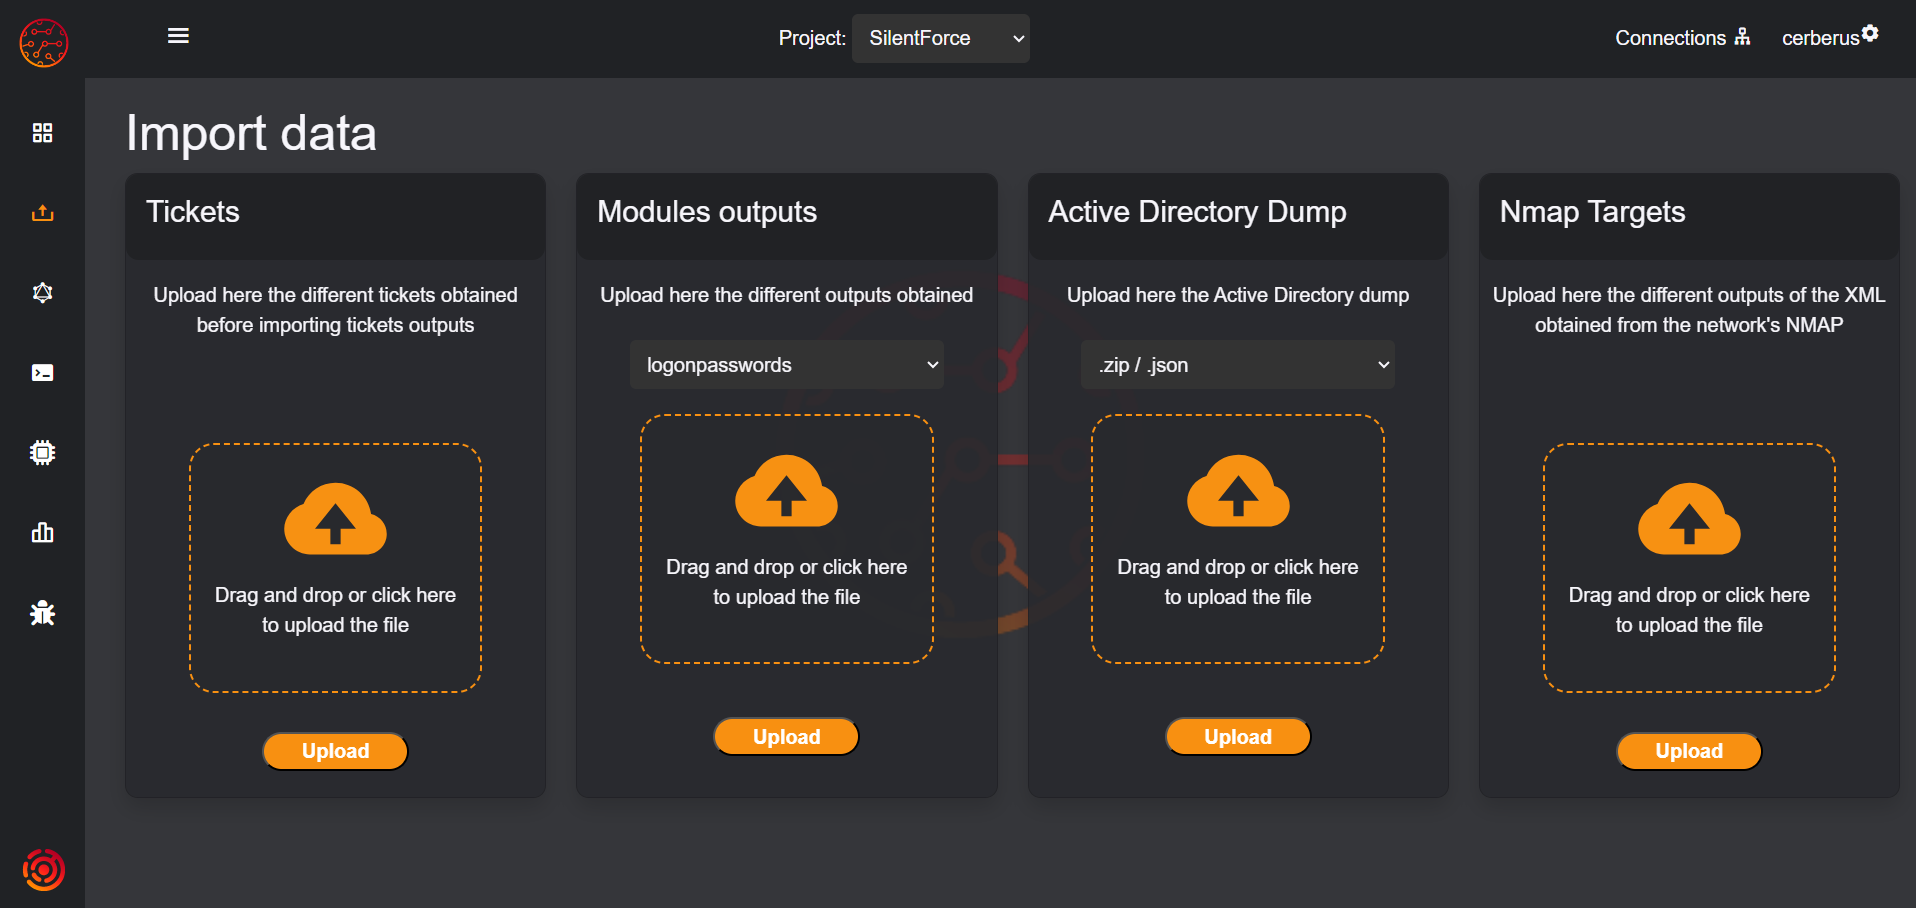 Project: SilentForce
Connections
cerberus
Import data
Tickets
Upload here the different tickets obtained
before importing tickets outputs
Drag and drop or click here
to upload the file
Upload
Modules outputs
Upload here the different outputs obtained
logonpasswords
Drag and drop or click here
to upload the file
Upload
Active Directory Dump
Upload here the Active Directory dump
.zip / .json
Drag and drop or click here
to upload the file
Upload
Nmap Targets
Upload here the different outputs of the XML
obtained from the network's NMAP
Drag and drop or click here
to upload the file
Upload